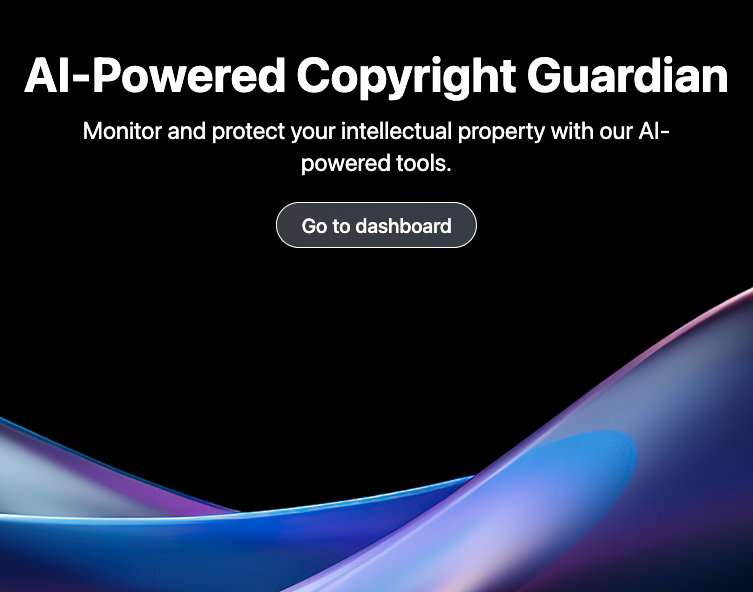 AI-Powered Copyright Guardian
Monitor and protect your intellectual property with our AI-
powered tools.
Go to dashboard